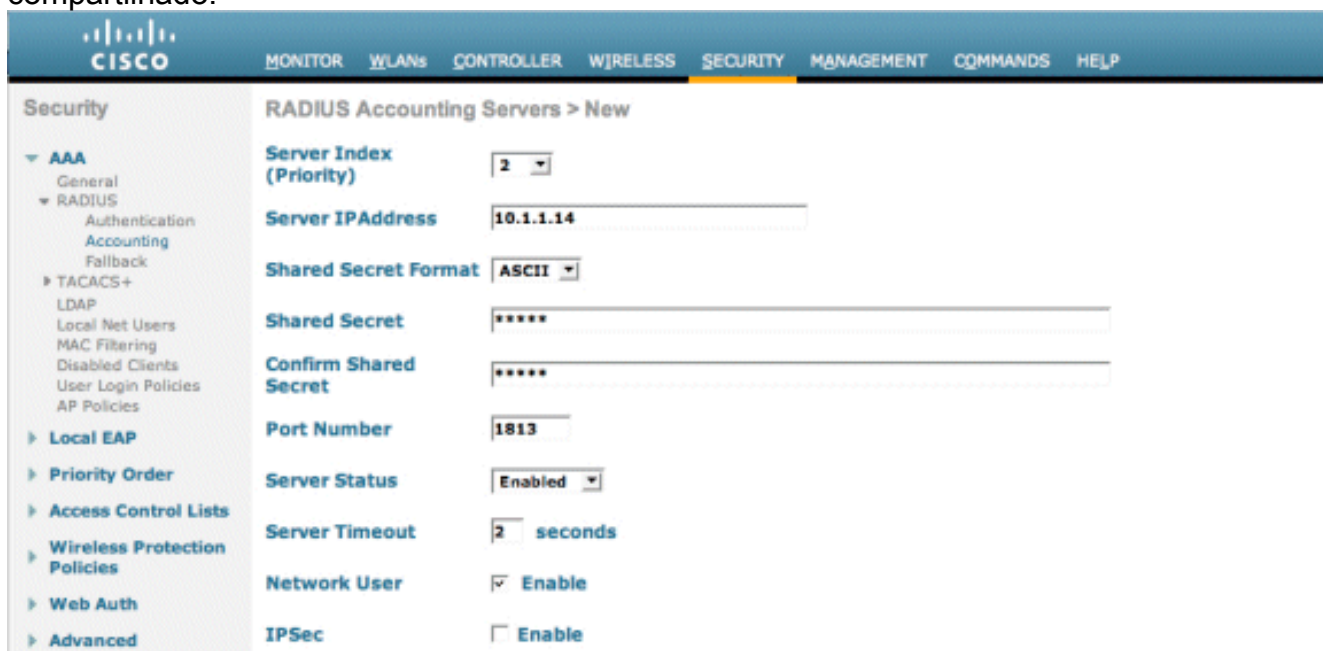 compartilhado.
CISCO
MONITOR WLANs CONTROLLER WIRELESS SECURITY MANAGEMENT COMMANDS HELP
Security
AAA
General
RADIUS
Authentication
Accounting
Fallback
TACACS+
LDAP
Local Net Users
MAC Filtering
Disabled Clients
User Login Policies
AP Policies
Local EAP
Priority Order
Access Control Lists
Wireless Protection
Policies
Web Auth
Advanced
RADIUS Accounting Servers > New
Server Index
(Priority) 2
Server IPAddress 10.1.1.14
Shared Secret Format ASCII
Shared Secret *****
Confirm Shared
Secret *****
Port Number 1813
Server Status Enabled
Server Timeout 2 seconds
Network User Enable
IPSec Enable